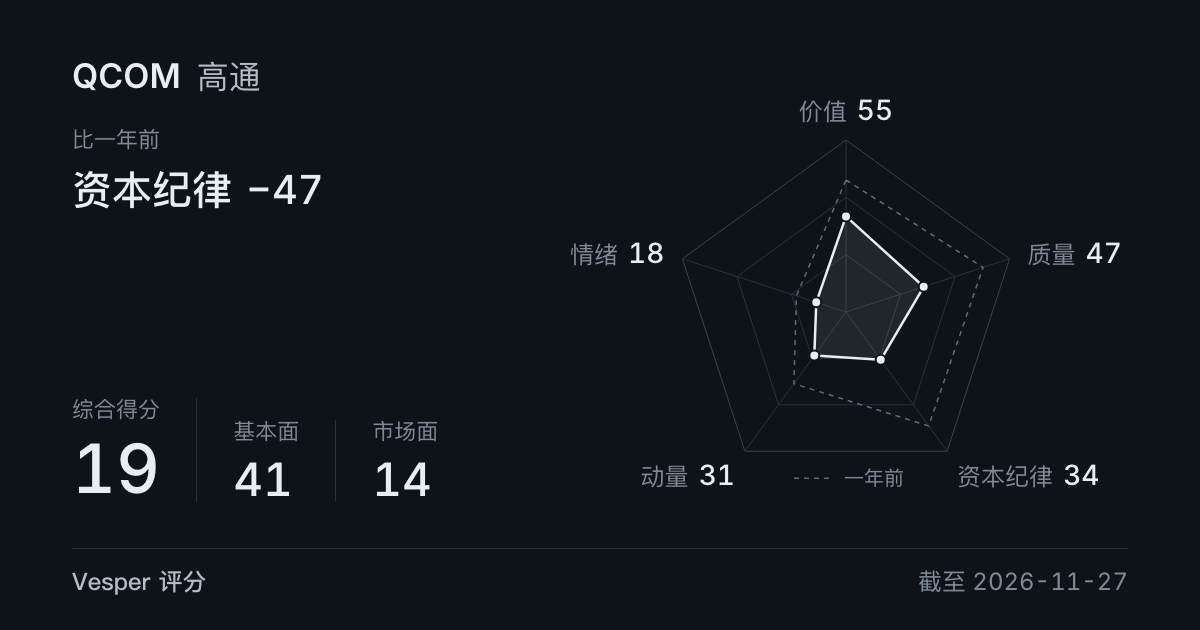 QCOM 高通
比一年前
资本纪律 −47
价值 55
情绪 18
质量 47
动量 31
---- 一年前
资本纪律 34
综合得分
19
基本面
41
市场面
14
Vesper 评分
截至 2026-11-27